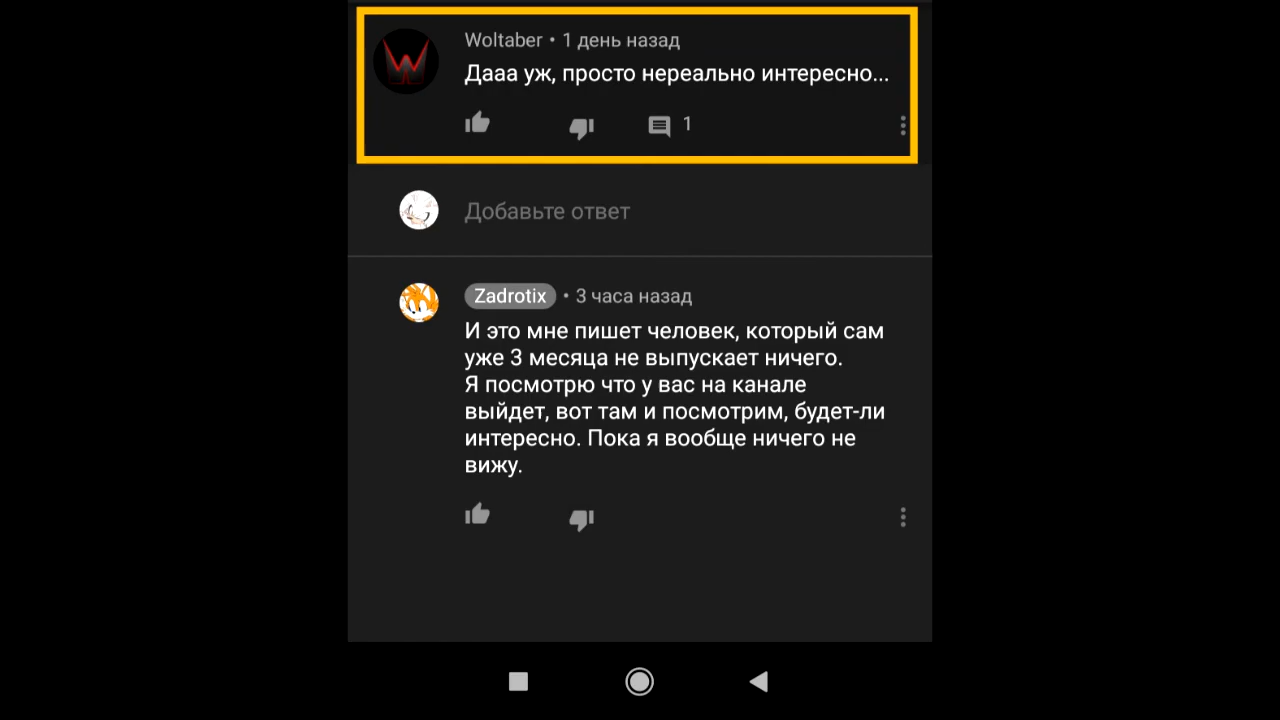 Woltaber • 1 день назад
Дааа уж, просто нереально интересно...
1
Добавьте ответ
Zadrotix • 3 часа назад
И это мне пишет человек, который сам
уже 3 месяца не выпускает ничего.
Я посмотрю что у вас на канале
выйдет, вот там и посмотрим, будет-ли
интересно. Пока я вообще ничего не
вижу.